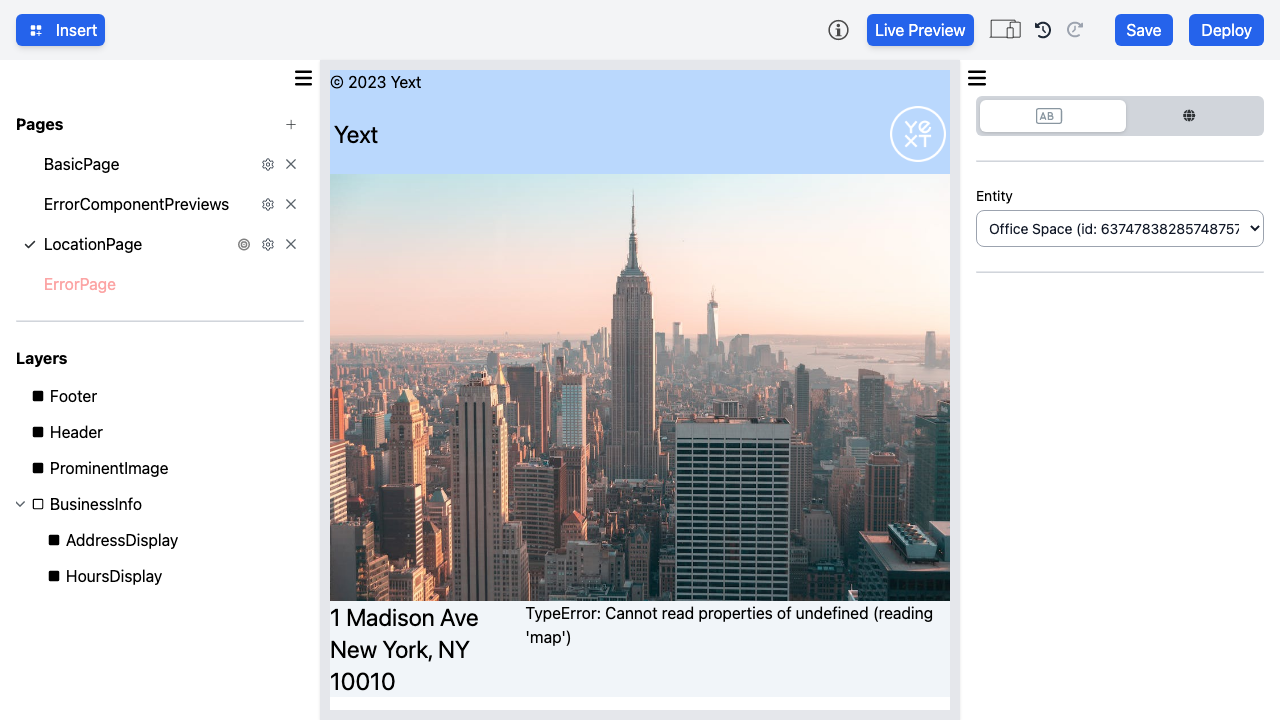 Insert
Live Preview
Save
Deploy
Pages
BasicPage
ErrorComponentPreviews
LocationPage
ErrorPage
Layers
Footer
Header
ProminentImage
BusinessInfo
AddressDisplay
HoursDisplay
© 2023 Yext
Yext
YE
XT
1 Madison Ave
New York, NY
10010
TypeError: Cannot read properties of undefined (reading
'map')
AB
Entity
Office Space (id: 63747838285748757